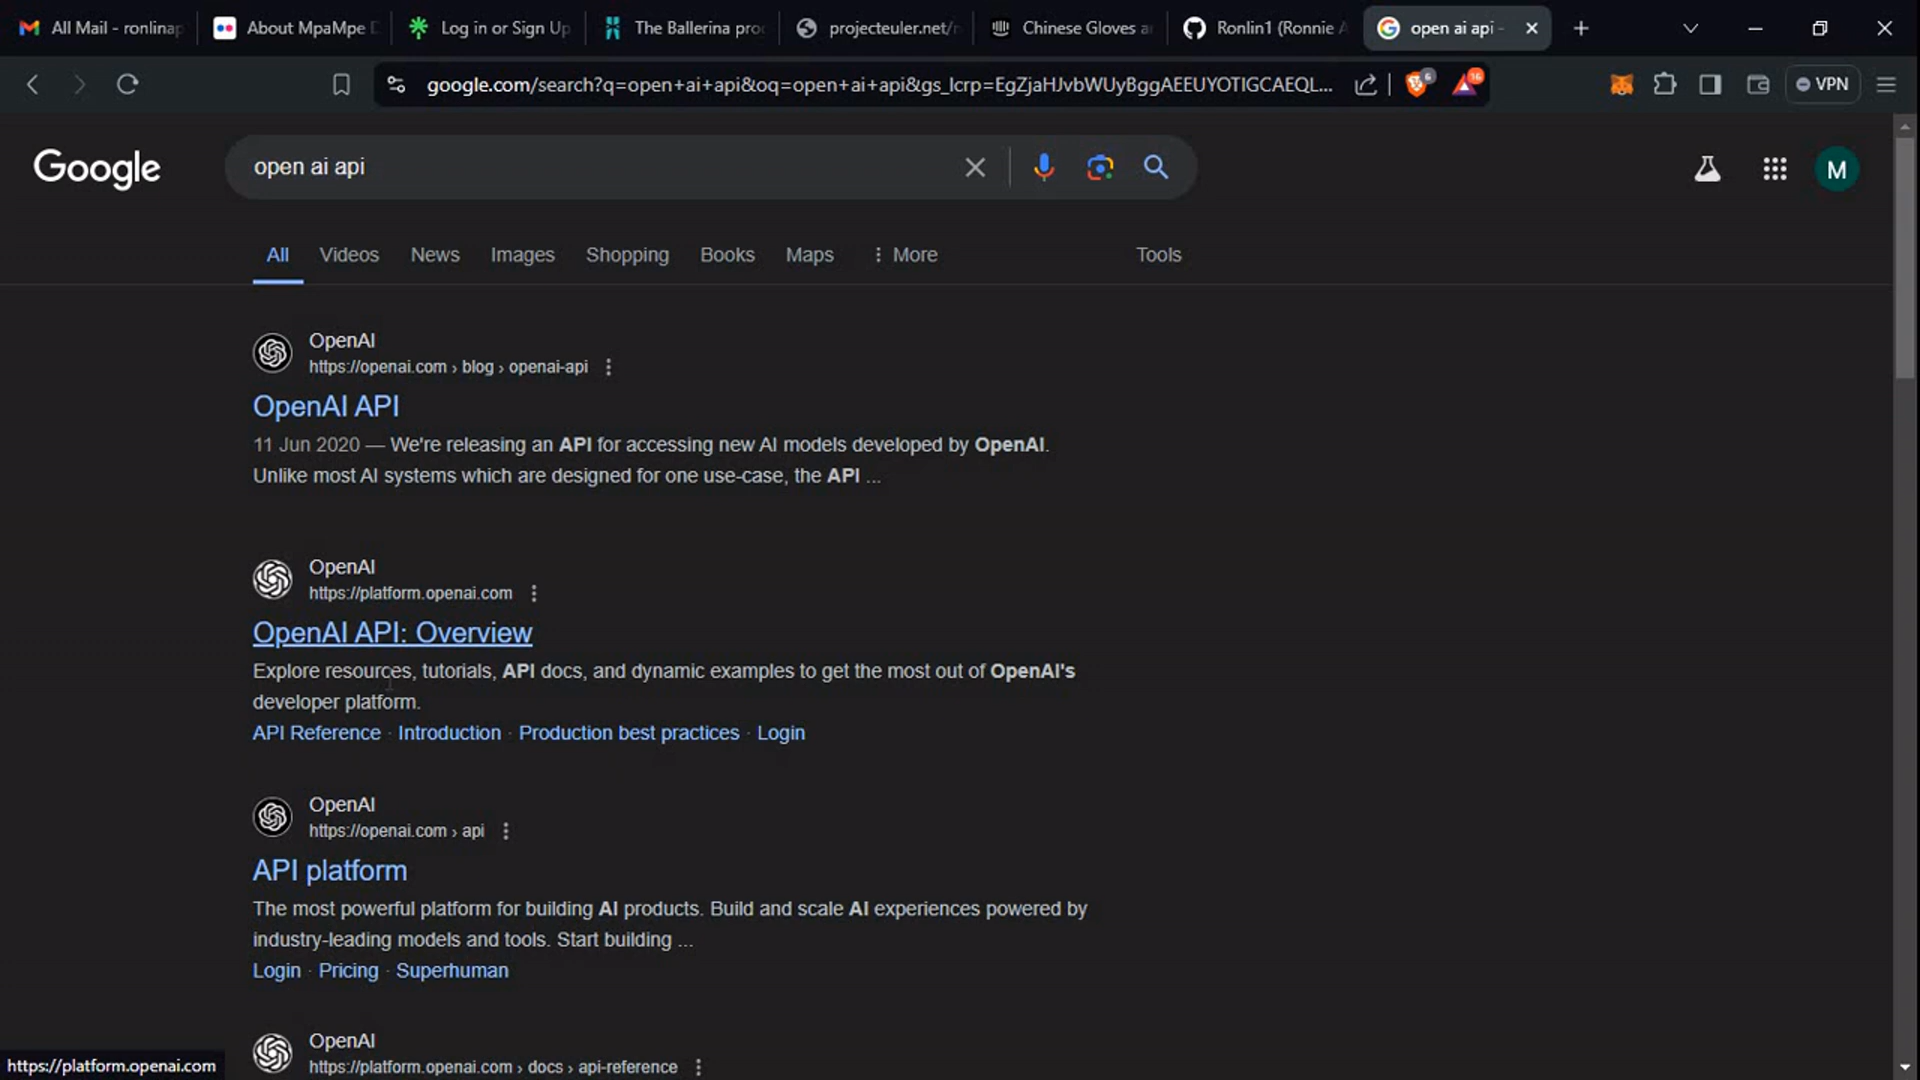 All Mail - ronlinap
About MpaMpe D
Log in or Sign Up
The Ballerina pro
projecteuler.net/
Chinese Gloves a
Ronlin1 (Ronnie A
open ai api -
google.com/search?q=open+ai+api&oq=open+ai+api&gs_lcrp=EgZjaHJvbWUyBggAEEUYOTIGCAEQL...
6
16
VPN
Google
open ai api
M
All
Videos
News
Images
Shopping
Books
Maps
More
Tools
OpenAI
https://openai.com › blog › openai-api
OpenAI API
11 Jun 2020 — We're releasing an API for accessing new AI models developed by OpenAI.
Unlike most AI systems which are designed for one use-case, the API ...
OpenAI
https://platform.openai.com
OpenAI API: Overview
Explore resources, tutorials, API docs, and dynamic examples to get the most out of OpenAI's
developer platform.
API Reference · Introduction · Production best practices · Login
OpenAI
https://openai.com › api
API platform
The most powerful platform for building AI products. Build and scale AI experiences powered by
industry-leading models and tools. Start building ...
Login · Pricing · Superhuman
OpenAI
https://platform.openai.com › docs › api-reference
https://platform.openai.com